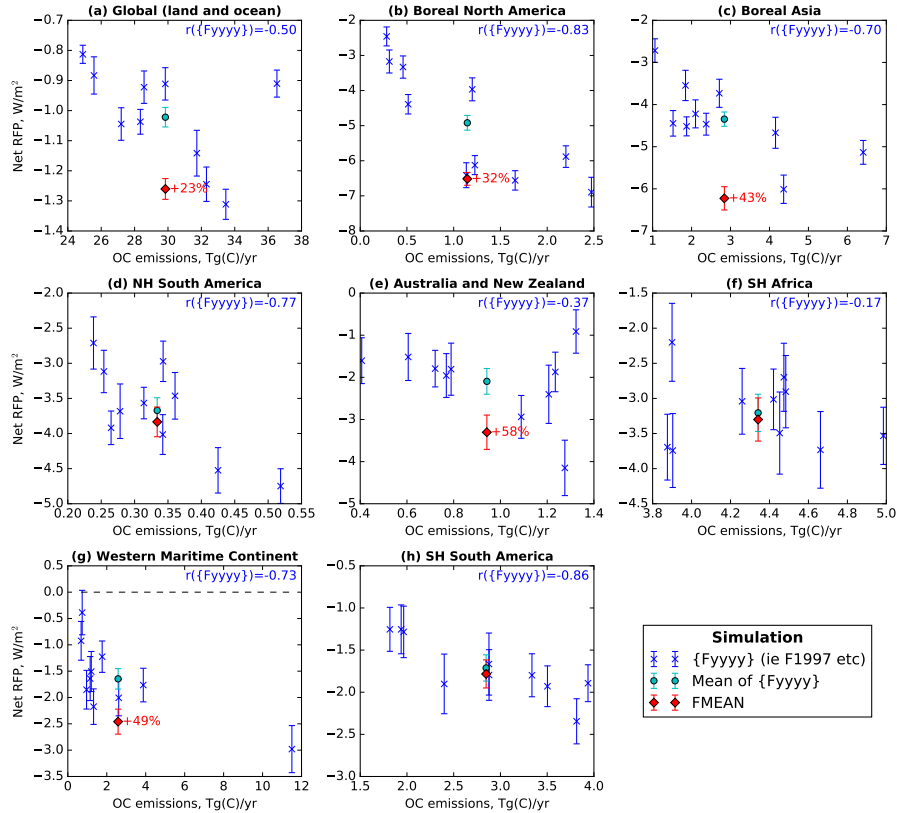 (a) Global (land and ocean)
r({Fyyyy})=-0.50
+23%
Net RFP, W/m²
−0.7
−0.8
−0.9
−1.0
−1.1
−1.2
−1.3
−1.4
24 26 28 30 32 34 36 38
OC emissions, Tg(C)/yr
(b) Boreal North America
r({Fyyyy})=-0.83
+32%
−2
−3
−4
−5
−6
−7
−8
0.0 0.5 1.0 1.5 2.0 2.5
OC emissions, Tg(C)/yr
(c) Boreal Asia
r({Fyyyy})=-0.70
+43%
−2
−3
−4
−5
−6
−7
1 2 3 4 5 6 7
OC emissions, Tg(C)/yr
(d) NH South America
r({Fyyyy})=-0.77
Net RFP, W/m²
−2.0
−2.5
−3.0
−3.5
−4.0
−4.5
−5.0
0.20 0.25 0.30 0.35 0.40 0.45 0.50 0.55
OC emissions, Tg(C)/yr
(e) Australia and New Zealand
r({Fyyyy})=-0.37
+58%
0
−1
−2
−3
−4
−5
0.4 0.6 0.8 1.0 1.2 1.4
OC emissions, Tg(C)/yr
(f) SH Africa
r({Fyyyy})=-0.17
−1.5
−2.0
−2.5
−3.0
−3.5
−4.0
−4.5
3.8 4.0 4.2 4.4 4.6 4.8 5.0
OC emissions, Tg(C)/yr
(g) Western Maritime Continent
r({Fyyyy})=-0.73
+49%
Net RFP, W/m²
0.5
0.0
−0.5
−1.0
−1.5
−2.0
−2.5
−3.0
−3.5
0 2 4 6 8 10 12
OC emissions, Tg(C)/yr
(h) SH South America
r({Fyyyy})=-0.86
−0.5
−1.0
−1.5
−2.0
−2.5
−3.0
1.5 2.0 2.5 3.0 3.5 4.0
OC emissions, Tg(C)/yr
Simulation
{Fyyyy} (ie F1997 etc)
Mean of {Fyyyy}
FMEAN